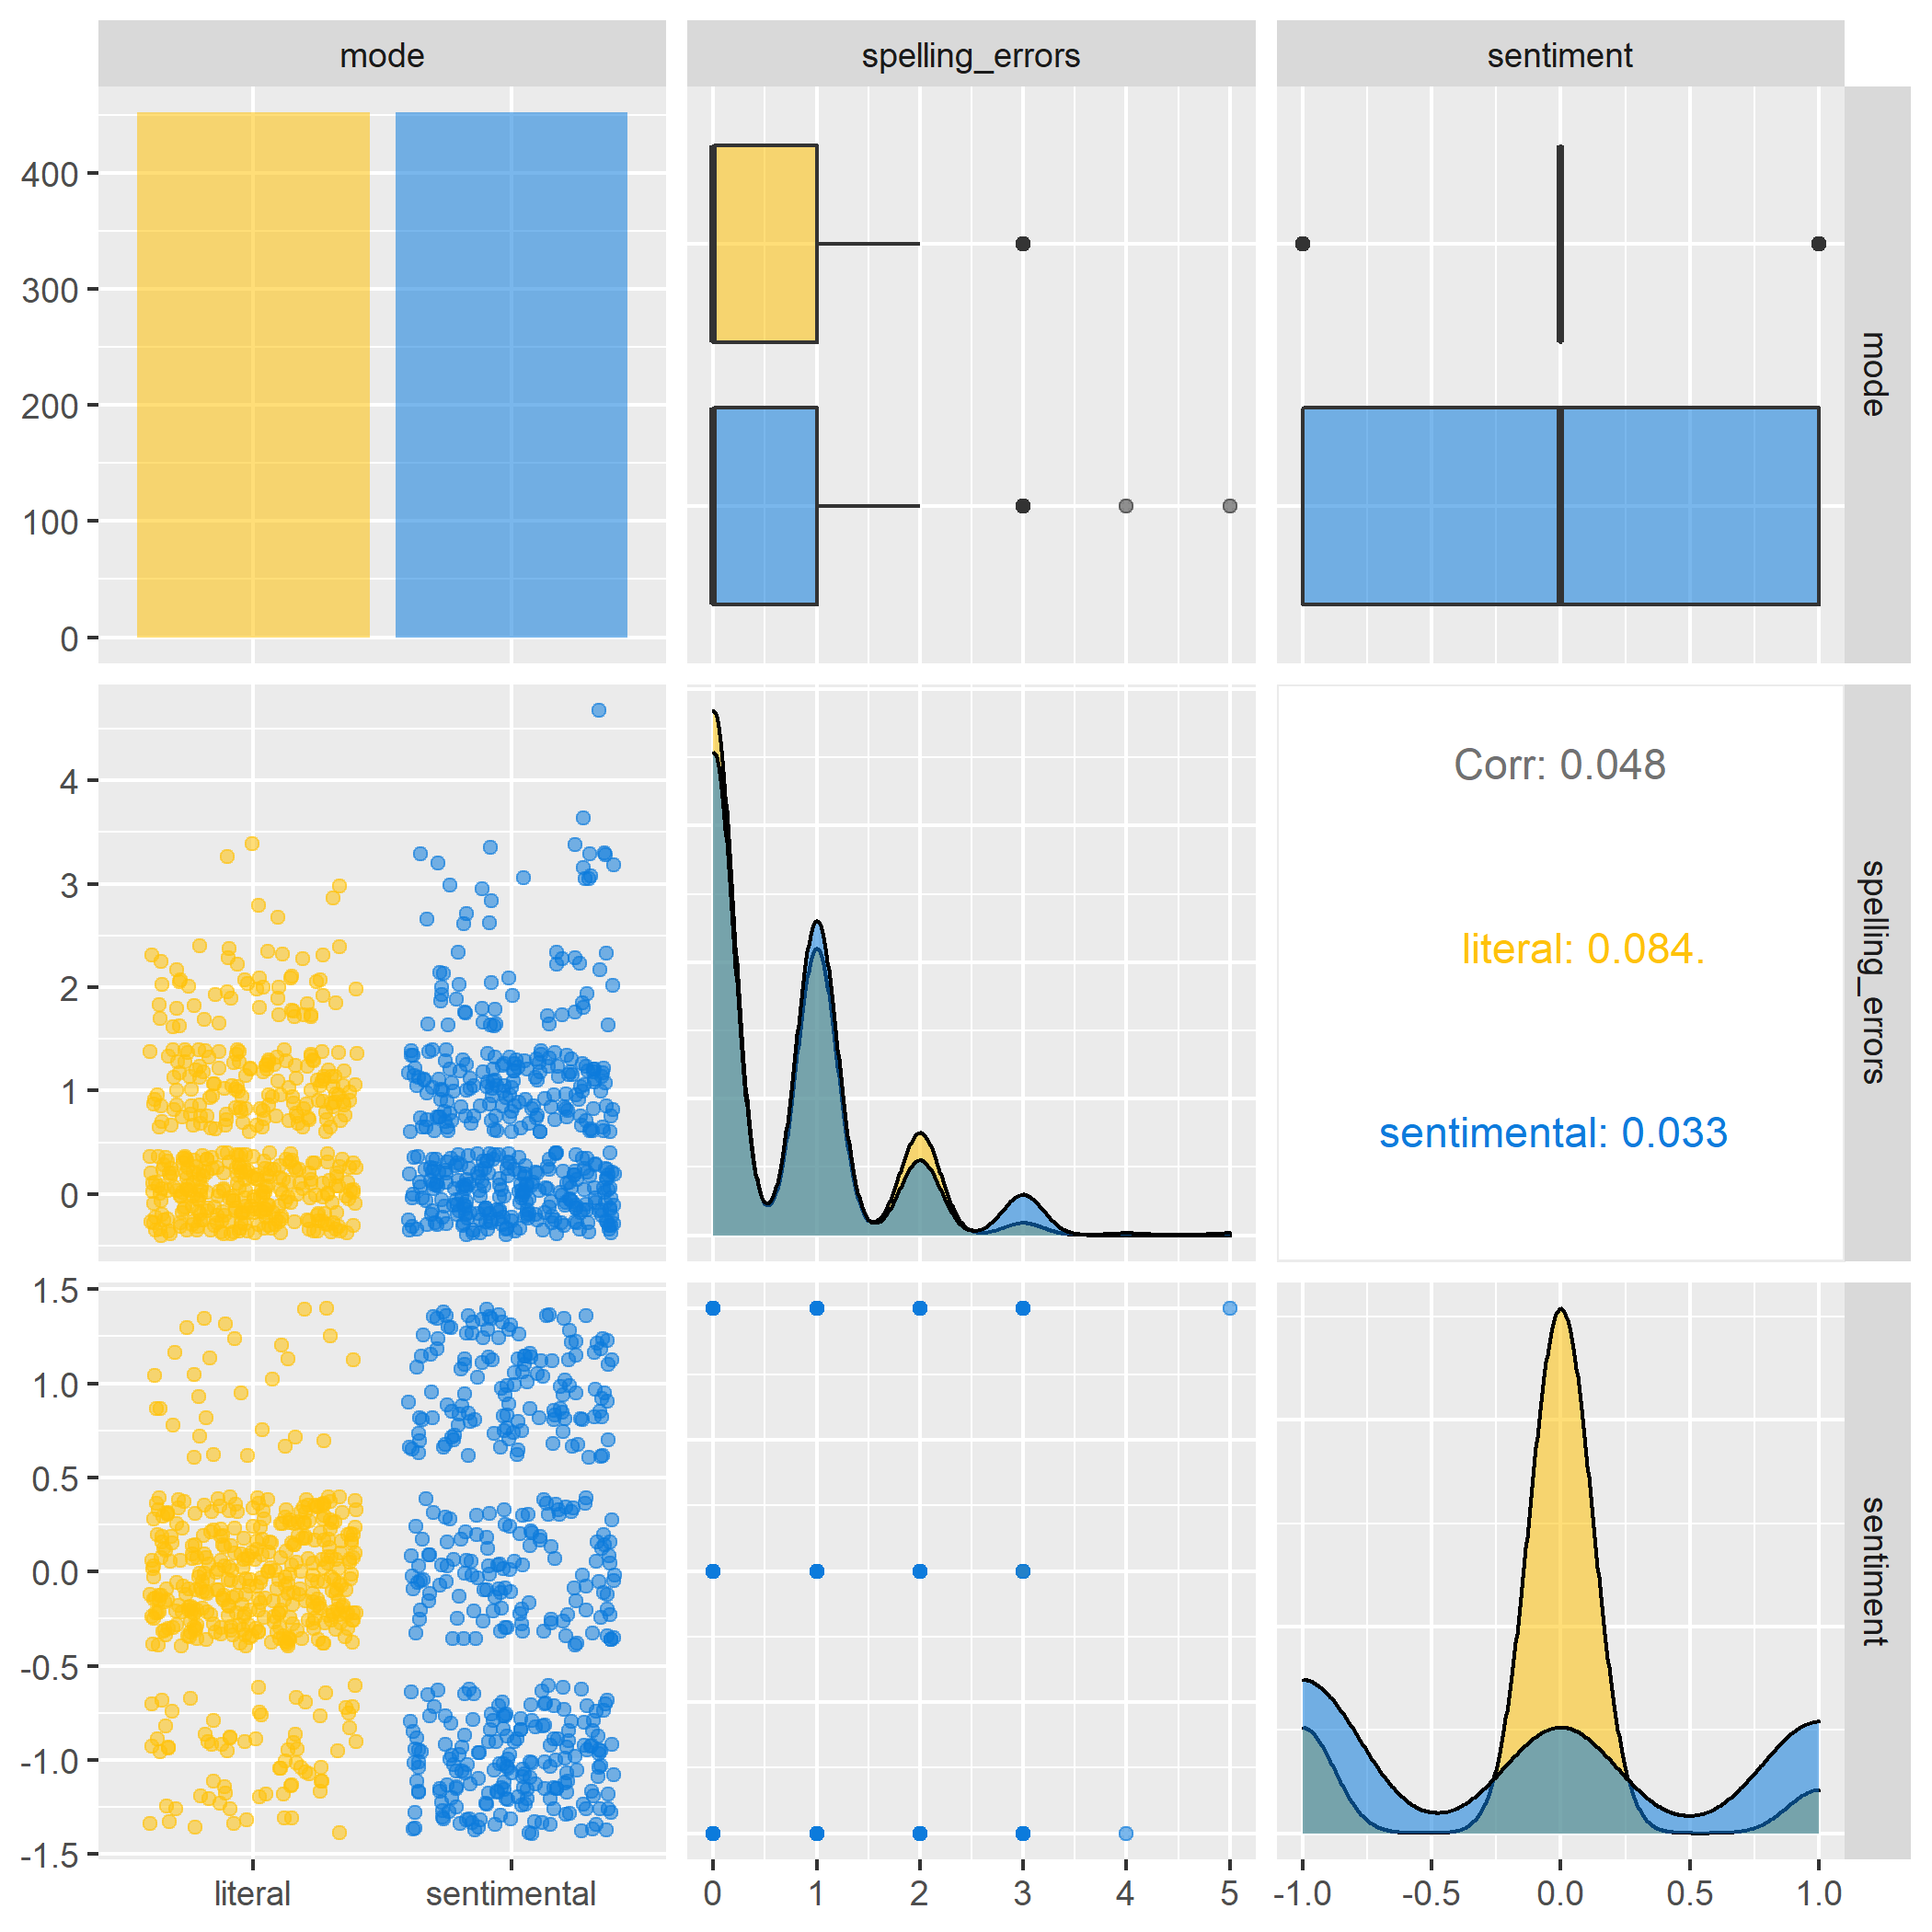 mode spelling_errors sentiment
400
300
200
100
0
mode
4
3
2
1
0
Corr: 0.048
literal: 0.084.
sentimental: 0.033
spelling_errors
1.5
1.0
0.5
0.0
-0.5
-1.0
-1.5
sentiment
literal sentimental 0 1 2 3 4 5 -1.0 -0.5 0.0 0.5 1.0